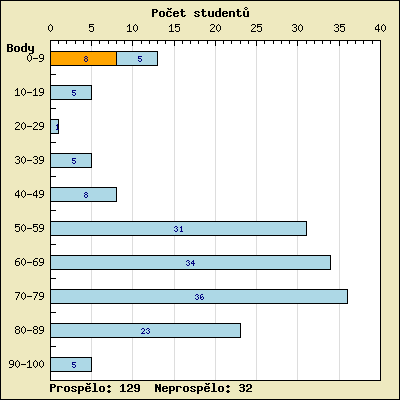 Počet studentů
0 5 10 15 20 25 30 35 40
Body
0-9 8 5
10-19 5
20-29 1
30-39 5
40-49 8
50-59 31
60-69 34
70-79 36
80-89 23
90-100 5
Prospělo: 129 Neprospělo: 32